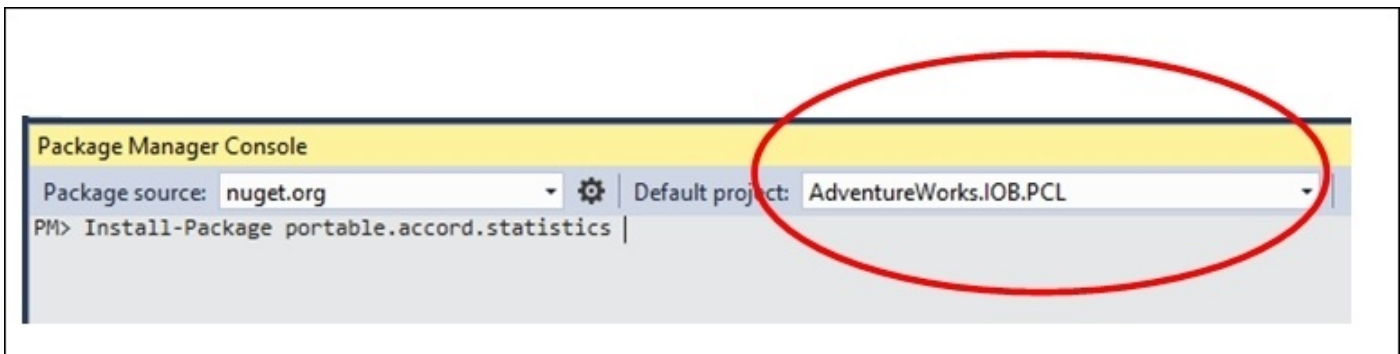 Package Manager Console
Package source: nuget.org Default project: AdventureWorks.IOB.PCL
PM> Install-Package portable.accord.statistics